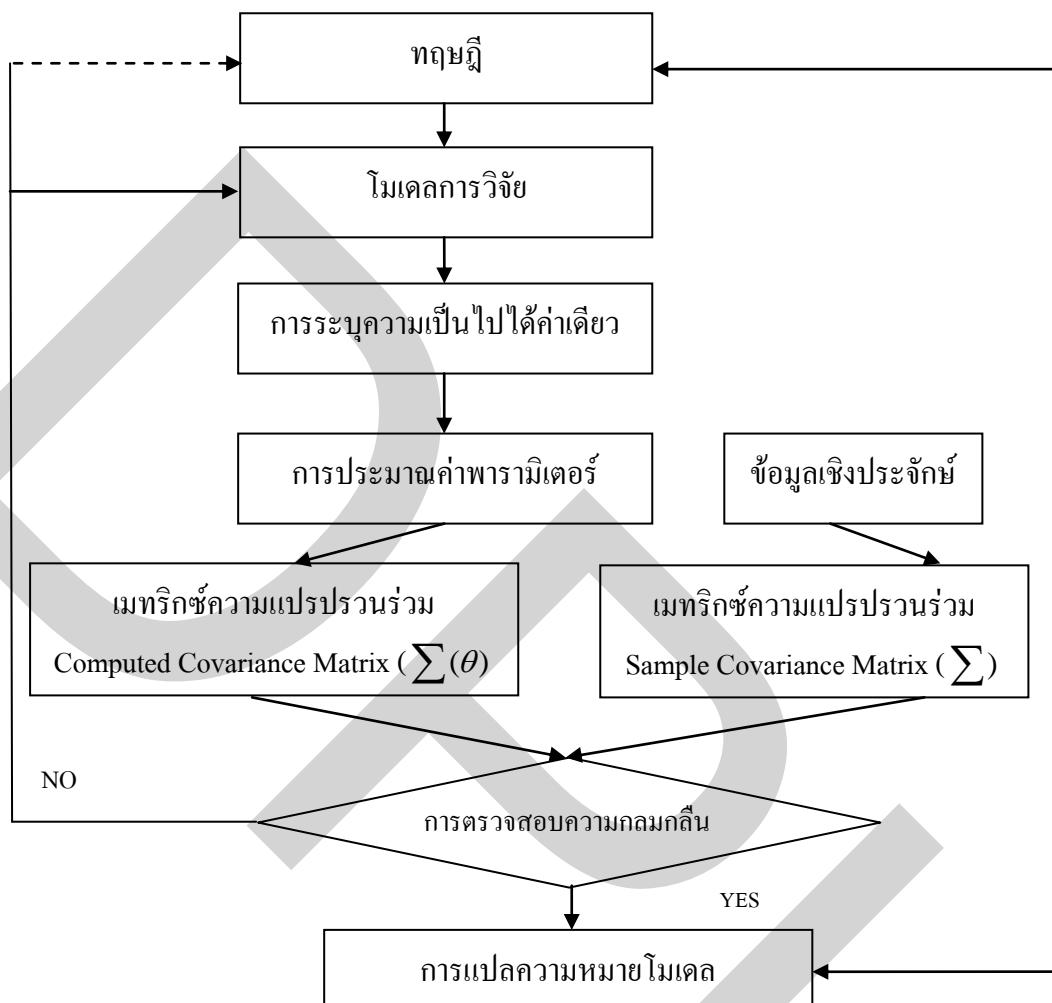 ทฤษฎี
โมเดลการวิจัย
การระบุความเป็นไปได้ค่าเดียว
การประมาณค่าพารามิเตอร์
ข้อมูลเชิงประจักษ์
เมทริกซ์ความแปรปรวนร่วม
Computed Covariance Matrix (∑(θ)
เมทริกซ์ความแปรปรวนร่วม
Sample Covariance Matrix (∑)
NO
การตรวจสอบความกลมกลืน
YES
การแปลความหมายโมเดล